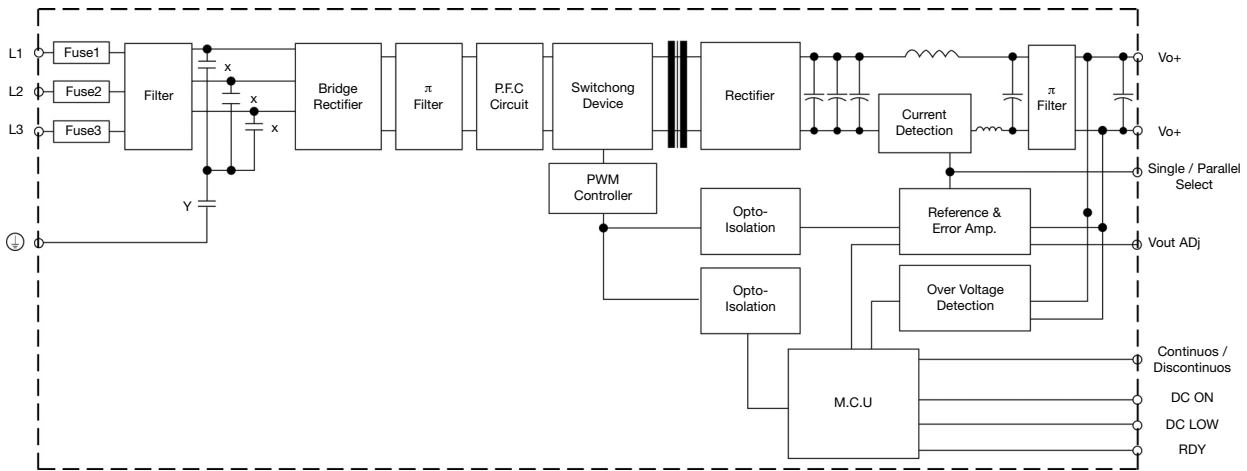 L1
Fuse1
L2
Fuse2
L3
Fuse3
Filter
x
x
x
Y
Bridge
Rectifier
π
Filter
P.F.C
Circuit
Switchong
Device
PWM
Controller
Rectifier
Current
Detection
π
Filter
Vo+
Vo+
Single / Parallel
Select
Opto-
Isolation
Reference &
Error Amp.
Vout ADj
Opto-
Isolation
Over Voltage
Detection
M.C.U
Continuos /
Discontinuos
DC ON
DC LOW
RDY